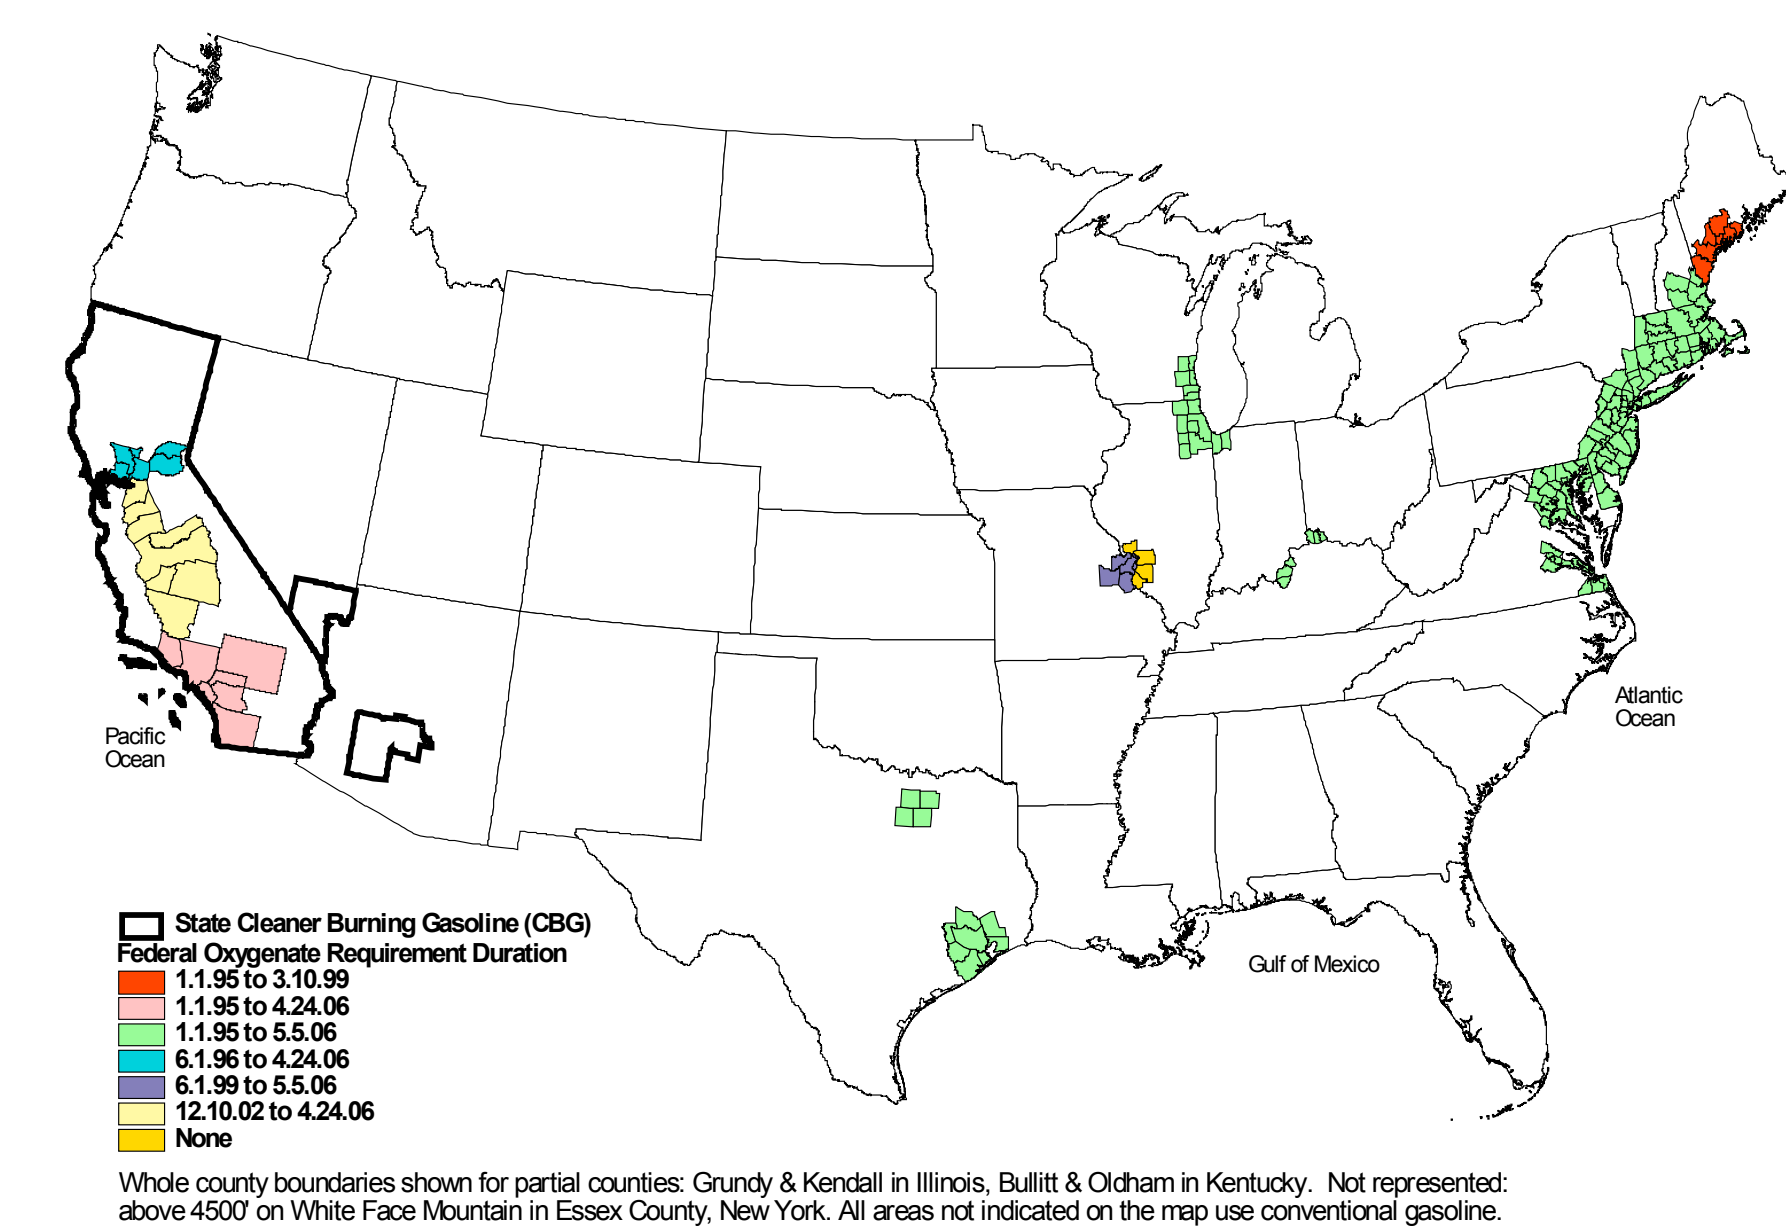 Pacific
Ocean
Atlantic
Ocean
Gulf of Mexico
State Cleaner Burning Gasoline (CBG)
Federal Oxygenate Requirement Duration
1.1.95 to 3.10.99
1.1.95 to 4.24.06
1.1.95 to 5.5.06
6.1.96 to 4.24.06
6.1.99 to 5.5.06
12.10.02 to 4.24.06
None
Whole county boundaries shown for partial counties: Grundy & Kendall in Illinois, Bullitt & Oldham in Kentucky. Not represented:
above 4500' on White Face Mountain in Essex County, New York. All areas not indicated on the map use conventional gasoline.